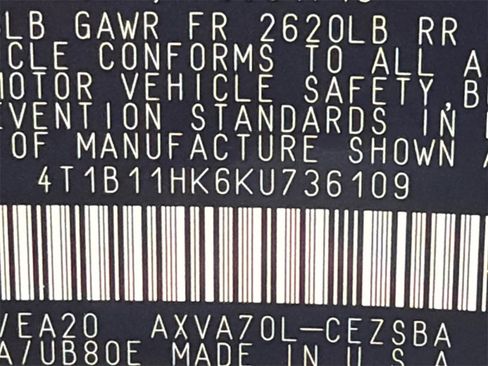 LB GAWR FR 2620LB RR
CLE CONFORMS TO ALL A
MOTOR VEHICLE SAFETY, B
EVENTION STANDARDS IN
OF MANUFACTURE SHOWN A
4T1B11HK6KU736109
VEA20 AXVA70L-CEZSBA
A/UB80E MADE IN U.S.A